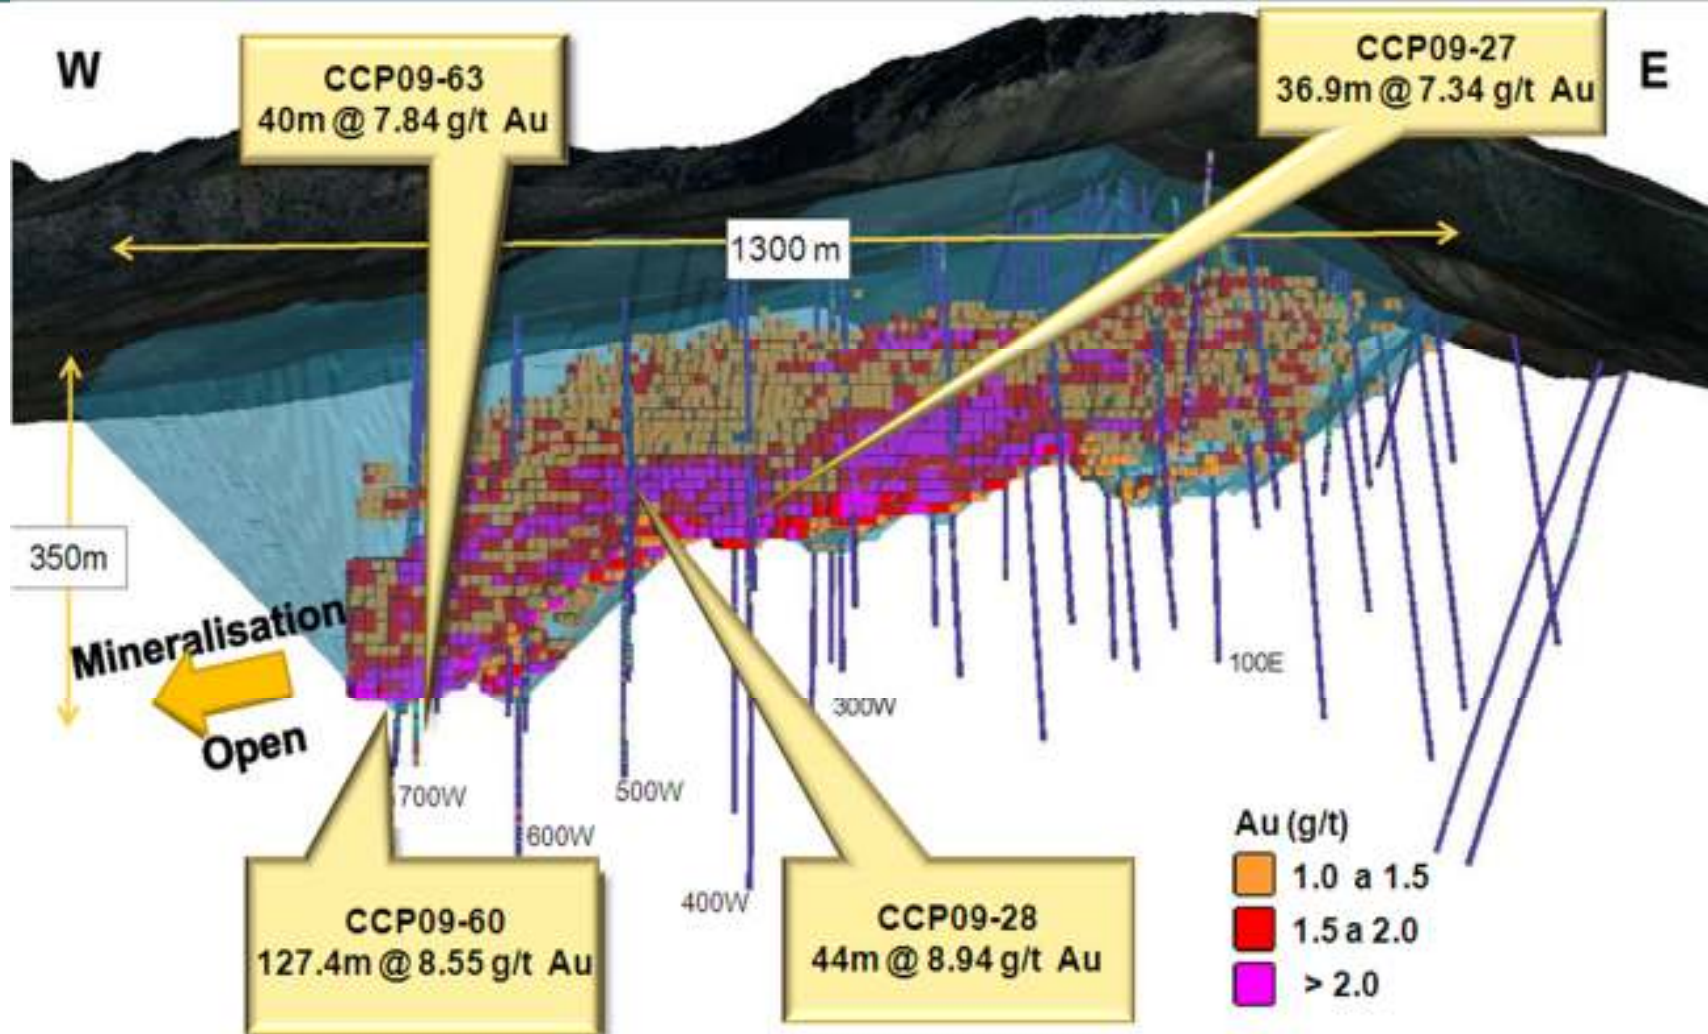 W
CCP09-63
40m @ 7.84 g/t Au
CCP09-27
36.9m @ 7.34 g/t Au
E
1300 m
350m
Mineralisation
Open
100E
300W
700W
500W
600W
400W
CCP09-60
127.4m @ 8.55 g/t Au
CCP09-28
44m @ 8.94 g/t Au
Au (g/t)
1.0 a 1.5
1.5 a 2.0
> 2.0